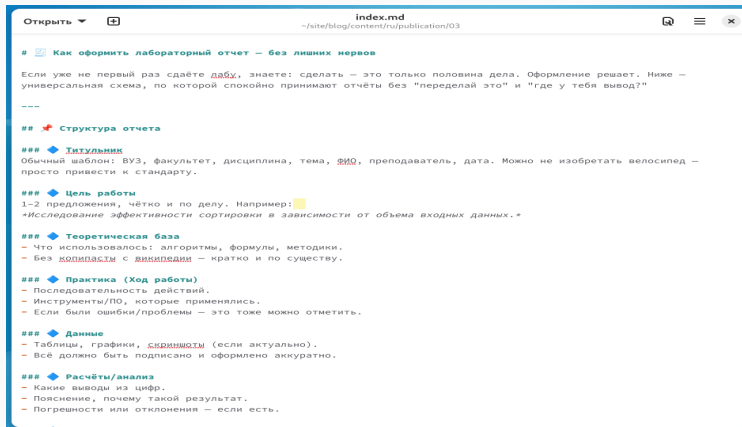 Открыть
index.md
~/site/blog/content/ru/publication/03
# 🧾 Как оформить лабораторный отчет — без лишних нервов
Если уже не первый раз сдаёте лабу, знаете: сделать — это только половина дела. Оформление решает. Ниже —
универсальная схема, по которой спокойно принимают отчёты без "переделай это" и "где у тебя вывод?"
---
## 📌 Структура отчета
### 🔷 Титульник
Обычный шаблон: ВУЗ, факультет, дисциплина, тема, ФИО, преподаватель, дата. Можно не изобретать велосипед —
просто привести к стандарту.
### 🔷 Цель работы
1–2 предложения, чётко и по делу. Например:
*Исследование эффективности сортировки в зависимости от объема входных данных.*
### 🔷 Теоретическая база
- Что использовалось: алгоритмы, формулы, методики.
- Без копипасты с википедии — кратко и по существу.
### 🔷 Практика (Ход работы)
- Последовательность действий.
- Инструменты/ПО, которые применялись.
- Если были ошибки/проблемы — это тоже можно отметить.
### 🔷 Данные
- Таблицы, графики, скриншоты (если актуально).
- Всё должно быть подписано и оформлено аккуратно.
### 🔷 Расчёты/анализ
- Какие выводы из цифр.
- Пояснение, почему такой результат.
- Погрешности или отклонения — если есть.